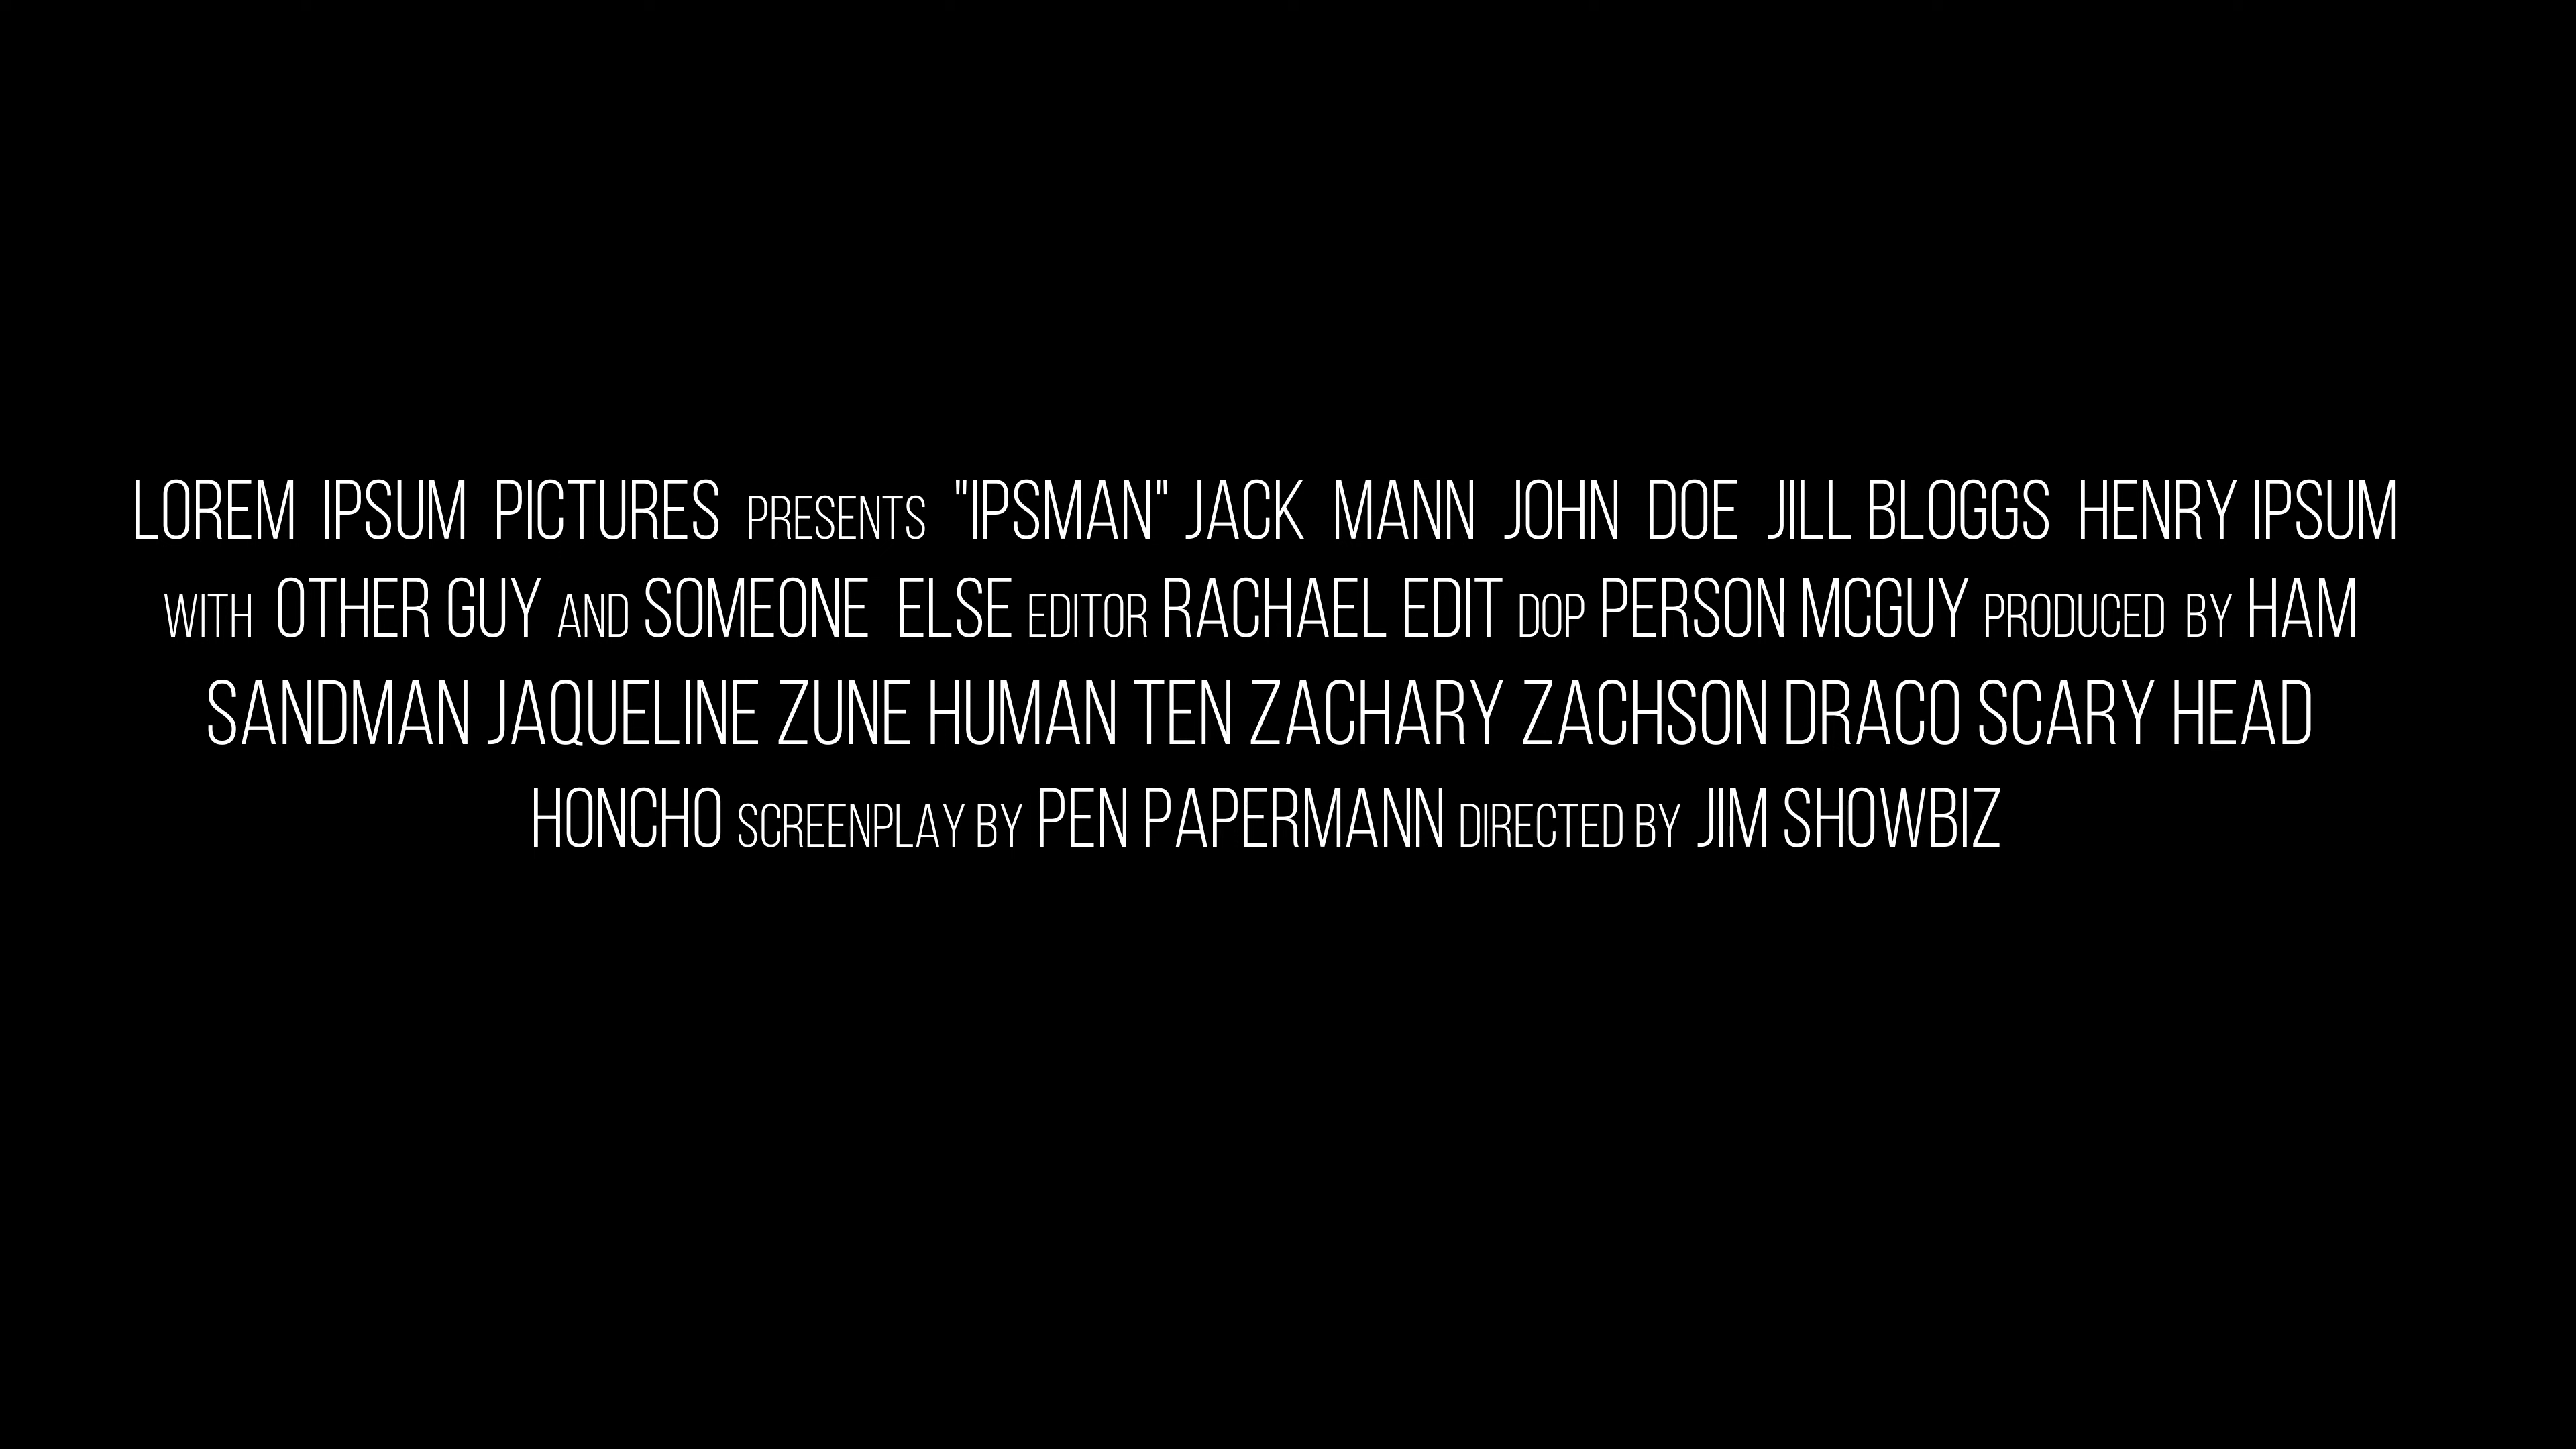 LOREM IPSUM PICTURES PRESENTS "IPSMAN" JACK MANN JOHN DOE JILL BLOGGS HENRY IPSUM
WITH OTHER GUY AND SOMEONE ELSE EDITOR RACHAEL EDIT DOP PERSON MCGUY PRODUCED BY HAM
SANDMAN JAQUELINE ZUNE HUMAN TEN ZACHARY ZACHSON DRACO SCARY HEAD
HONCHO SCREENPLAY BY PEN PAPERMANN DIRECTED BY JIM SHOWBIZ